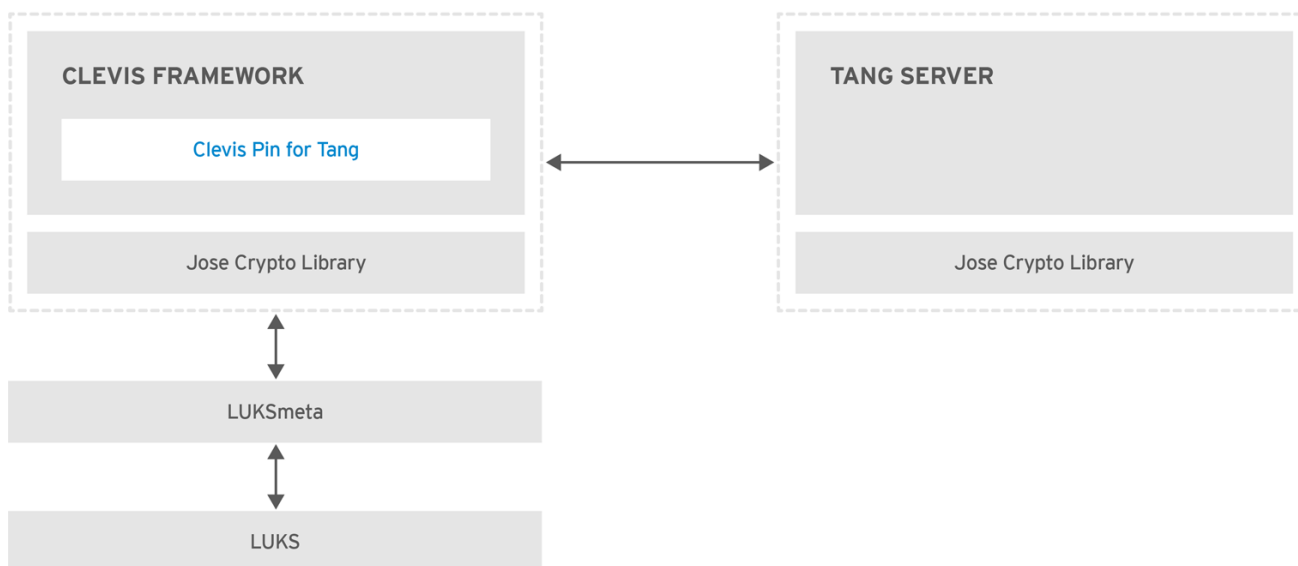 CLEVIS FRAMEWORK
Clevis Pin for Tang
Jose Crypto Library
TANG SERVER
Jose Crypto Library
LUKSmeta
LUKS